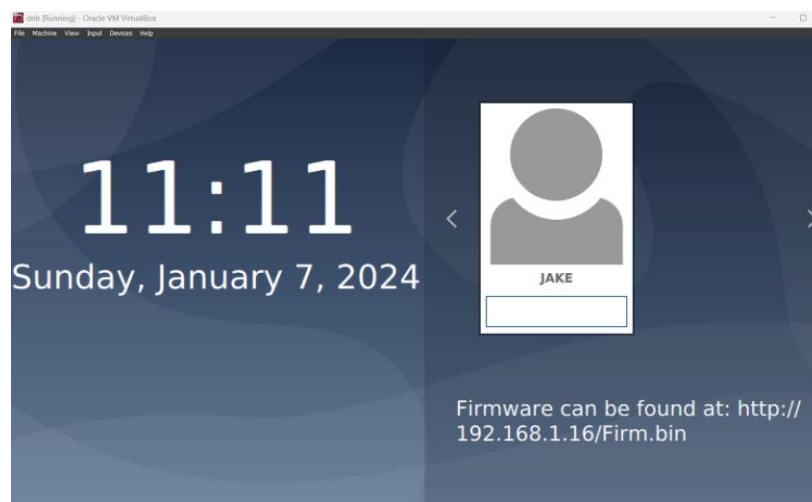 deb [Running] - Oracle VM VirtualBox
File Machine View Input Devices Help
11:11
Sunday, January 7, 2024
JAKE
Firmware can be found at: http://
192.168.1.16/Firm.bin